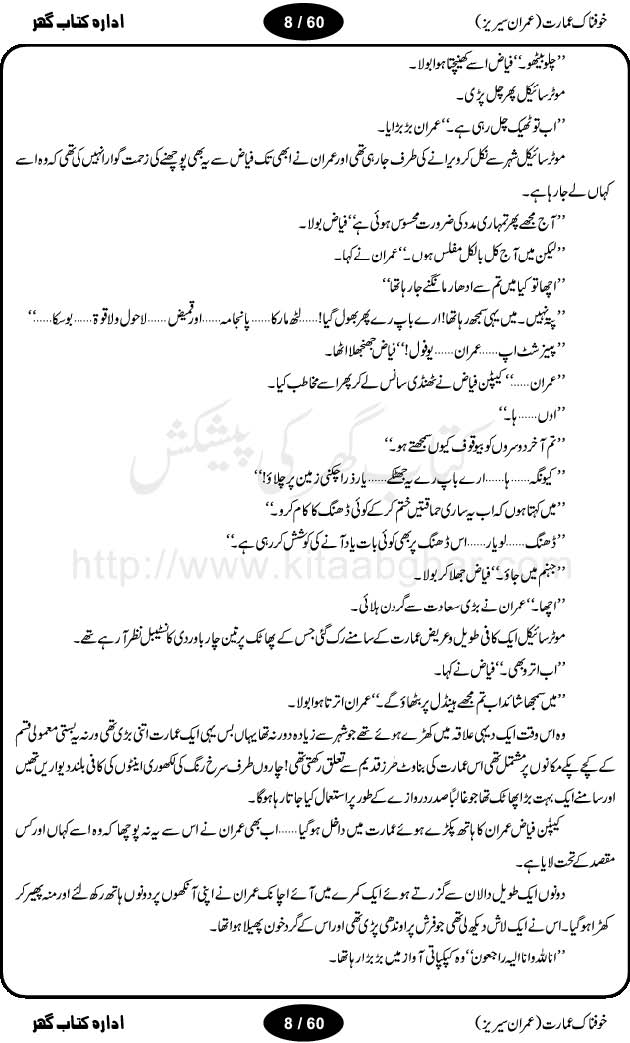 خوفناک عمارت (عمران سیریز)
8 / 60
ادارہ کتاب گھر
’’چلو بیٹھو۔‘‘ فیاض اسے کھینچتا ہوا بولا۔
موٹر سائیکل پھر چل پڑی۔
’’اب تو ٹھیک چل رہی ہے۔‘‘ عمران بڑبڑایا۔
موٹر سائیکل شہر سے نکل کر ویرانے کی طرف جا رہی تھی اور عمران نے ابھی تک فیاض سے یہ بھی پوچھنے کی زحمت گوارا نہیں کی تھی کہ وہ اسے
کہاں لے جا رہا ہے۔
’’آج مجھے پھر تمہاری مدد کی ضرورت محسوس ہوئی ہے‘‘ فیاض بولا۔
’’لیکن میں آج کل بالکل مفلس ہوں۔‘‘ عمران نے کہا۔
’’اچھا تو کیا میں تم سے ادھار مانگنے جا رہا تھا‘‘
’’پتہ نہیں۔ میں یہی سمجھ رہا تھا! ارے باپ رے پھر بھول گیا!......لٹھ مار کا......پائجامہ......اور قمیض......لاحول ولا قوۃ......بوسکا......‘‘
’’پلیز شٹ اپ......عمران......یو فول!‘‘ فیاض جھنجھلا اٹھا۔
’’عمران......‘‘ کیپٹن فیاض نے ٹھنڈی سانس لے کر پھر اسے مخاطب کیا۔
’’اوں......ہا۔‘‘
’’تم آخر دوسروں کو بیوقوف کیوں سمجھتے ہو۔‘‘
’’کیونکہ......ہا......ارے باپ رے یہ جھٹکے......یار ذرا چکنی زمین پر چلاؤ!‘‘
’’میں کہتا ہوں کہ اب یہ ساری حماقتیں ختم کر کے کوئی ڈھنگ کا کام کرو۔‘‘
’’ڈھنگ......لو یار......اس ڈھنگ پر بھی کوئی بات یاد آنے کی کوشش کر رہی ہے۔‘‘
’’جہنم میں جاؤ۔‘‘ فیاض جھلا کر بولا۔
’’اچھا۔‘‘ عمران نے بڑی سعادت سے گردن ہلائی۔
موٹر سائیکل ایک کافی طویل و عریض عمارت کے سامنے رک گئی جس کے پھاٹک پر تین چار باوردی کانسٹیبل نظر آ رہے تھے۔
’’اب اترو بھی۔‘‘ فیاض نے کہا۔
’’میں سمجھا شائد اب تم مجھے ہینڈل پر بٹھاؤ گے۔‘‘ عمران اترتا ہوا بولا۔
وہ اس وقت ایک دیہی علاقہ میں کھڑے ہوئے تھے جو شہر سے زیادہ دور نہ تھا یہاں بس یہی ایک عمارت اتنی بڑی تھی ورنہ یہ بستی معمولی قسم
کے کچے پکے مکانوں پر مشتمل تھی اس عمارت کی بناوٹ طرز قدیم سے تعلق رکھتی تھی! چاروں طرف سرخ رنگ کی لکھوری اینٹوں کی کافی بلند دیواریں تھیں
اور سامنے ایک بہت بڑا پھاٹک تھا جو غالباً صدر دروازے کے طور پر استعمال کیا جاتا رہا ہوگا۔
کیپٹن فیاض عمران کا ہاتھ پکڑے ہوئے عمارت میں داخل ہو گیا......اب بھی عمران نے اس سے یہ نہ پوچھا کہ وہ اسے کہاں اور کس
مقصد کے تحت لایا ہے۔
دونوں ایک طویل دالان سے گزرتے ہوئے ایک کمرے میں آئے اچانک عمران نے اپنی آنکھوں پر دونوں ہاتھ رکھ لئے اور منہ پھیر کر
کھڑا ہو گیا۔ اس نے ایک لاش دیکھ لی تھی جو فرش پر اوندھی پڑی تھی اور اس کے گرد خون پھیلا ہوا تھا۔
’’انا للہ وانا الیہ راجعون‘‘ وہ کپکپاتی آواز میں بڑبڑا رہا تھا۔
کتاب گھر کی پیشکش
http://www.kitaabghar.com
خوفناک عمارت (عمران سیریز)
8 / 60
ادارہ کتاب گھر